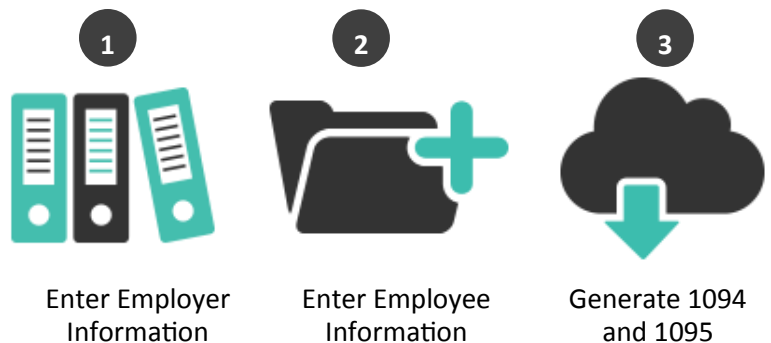 1
2
3
Enter Employer
Information
Enter Employee
Information
Generate 1094
and 1095